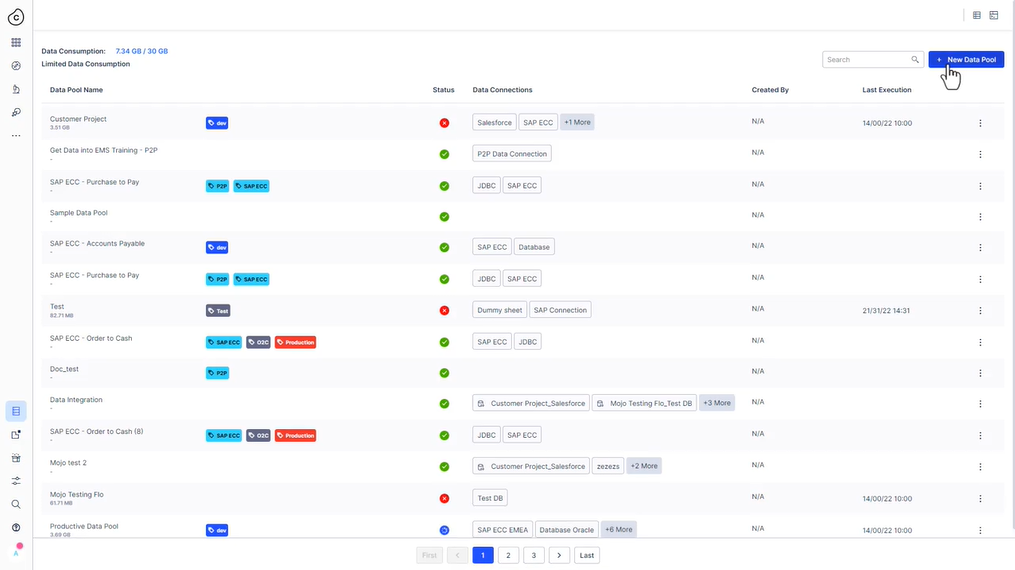 C
Data Consumption: 7.34 GB / 30 GB
Limited Data Consumption
Search
+ New Data Pool
Data Pool Name Status Data Connections Created By Last Execution
Customer Project dev Salesforce SAP ECC +1 More N/A 14/00/22 10:00
3.51 GB
Get Data into EMS Training - P2P P2P Data Connection N/A
-
SAP ECC - Purchase to Pay P2P SAP ECC JDBC SAP ECC N/A
-
Sample Data Pool N/A
-
SAP ECC - Accounts Payable dev SAP ECC Database N/A
-
SAP ECC - Purchase to Pay P2P SAP ECC JDBC SAP ECC N/A
-
Test Test Dummy sheet SAP Connection N/A 21/31/22 14:31
82.71 MB
SAP ECC - Order to Cash SAP ECC O2C Production SAP ECC JDBC N/A
-
Doc_test P2P N/A
-
Data Integration Customer Project_Salesforce Mojo Testing Flo_Test DB +3 More N/A
-
SAP ECC - Order to Cash (8) SAP ECC O2C Production JDBC SAP ECC N/A
-
Mojo test 2 Customer Project_Salesforce zezezs +2 More N/A
-
Mojo Testing Flo Test DB N/A 14/00/22 10:00
61.71 MB
Productive Data Pool dev SAP ECC EMEA Database Oracle +6 More N/A 14/00/22 10:00
3.69 GB
First < 1 2 3 > Last